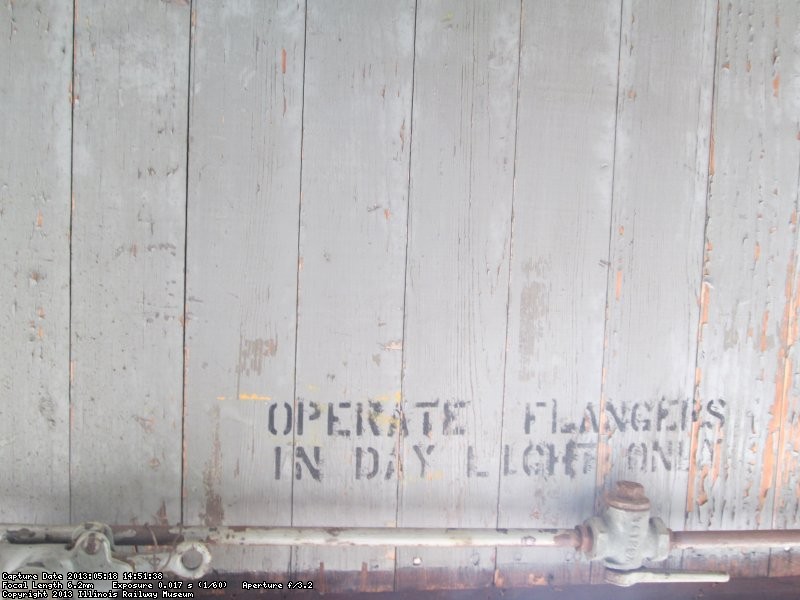 OPERATE FLANGERS
IN DAY LIGHT ONLY
Capture Date 2013:05:18 14:51:38
Focal Length 6.2mm Exposure 0.017 s (1/60) Aperture f/3.2
Copyright 2013 Illinois Railway Museum